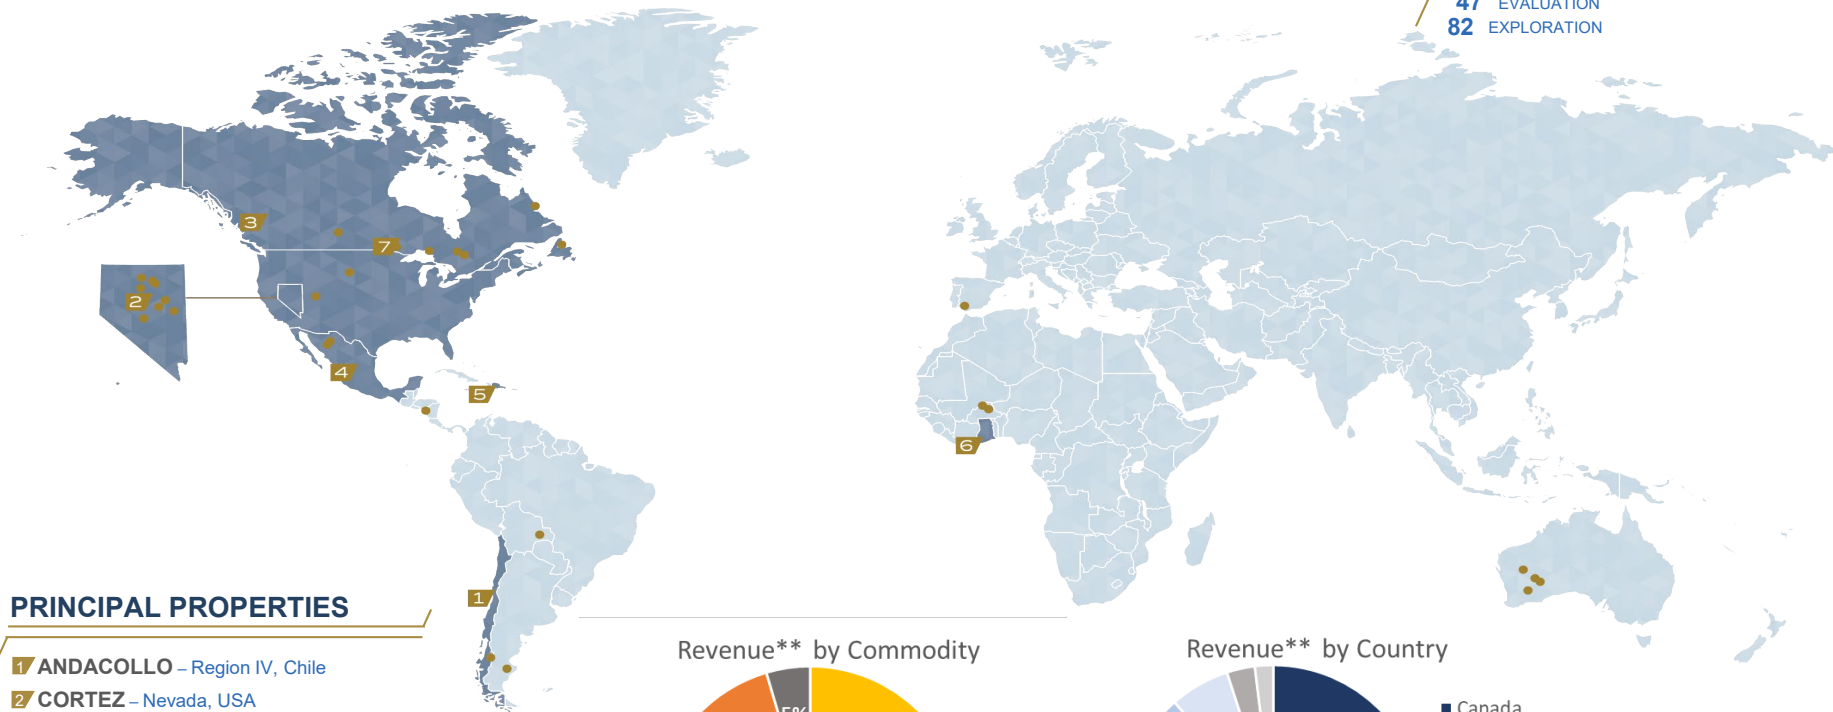 47 EVALUATION
82 EXPLORATION
3
7
2
4
5
6
1
PRINCIPAL PROPERTIES
1 ANDACOLLO – Region IV, Chile
2 CORTEZ – Nevada, USA
Revenue** by Commodity
5%
Revenue** by Country
Canada